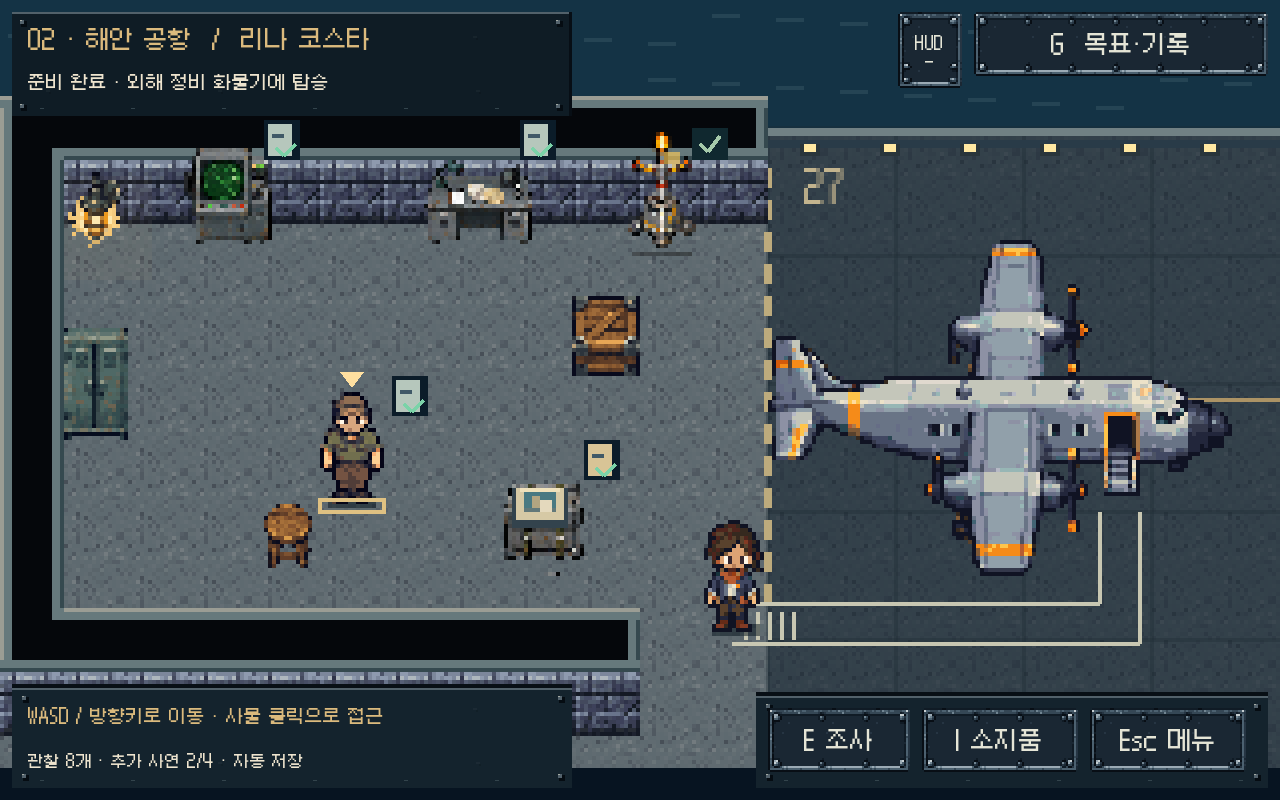 02 · 해안 공항 / 리나 코스타
준비 완료 · 외해 정비 화물기에 탑승
HUD
–
G 목표·기록
27
WASD / 방향키로 이동 · 사물 클릭으로 접근
관찰 8개 · 추가 사연 2/4 · 자동 저장
E 조사
I 소지품
Esc 메뉴